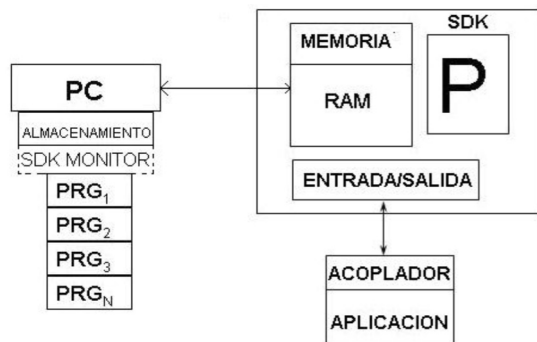 PC
ALMACENAMIENTO
SDK MONITOR
PRG1
PRG2
PRG3
PRGN
SDK
MEMORIA
RAM
P
ENTRADA/SALIDA
ACOPLADOR
APLICACION